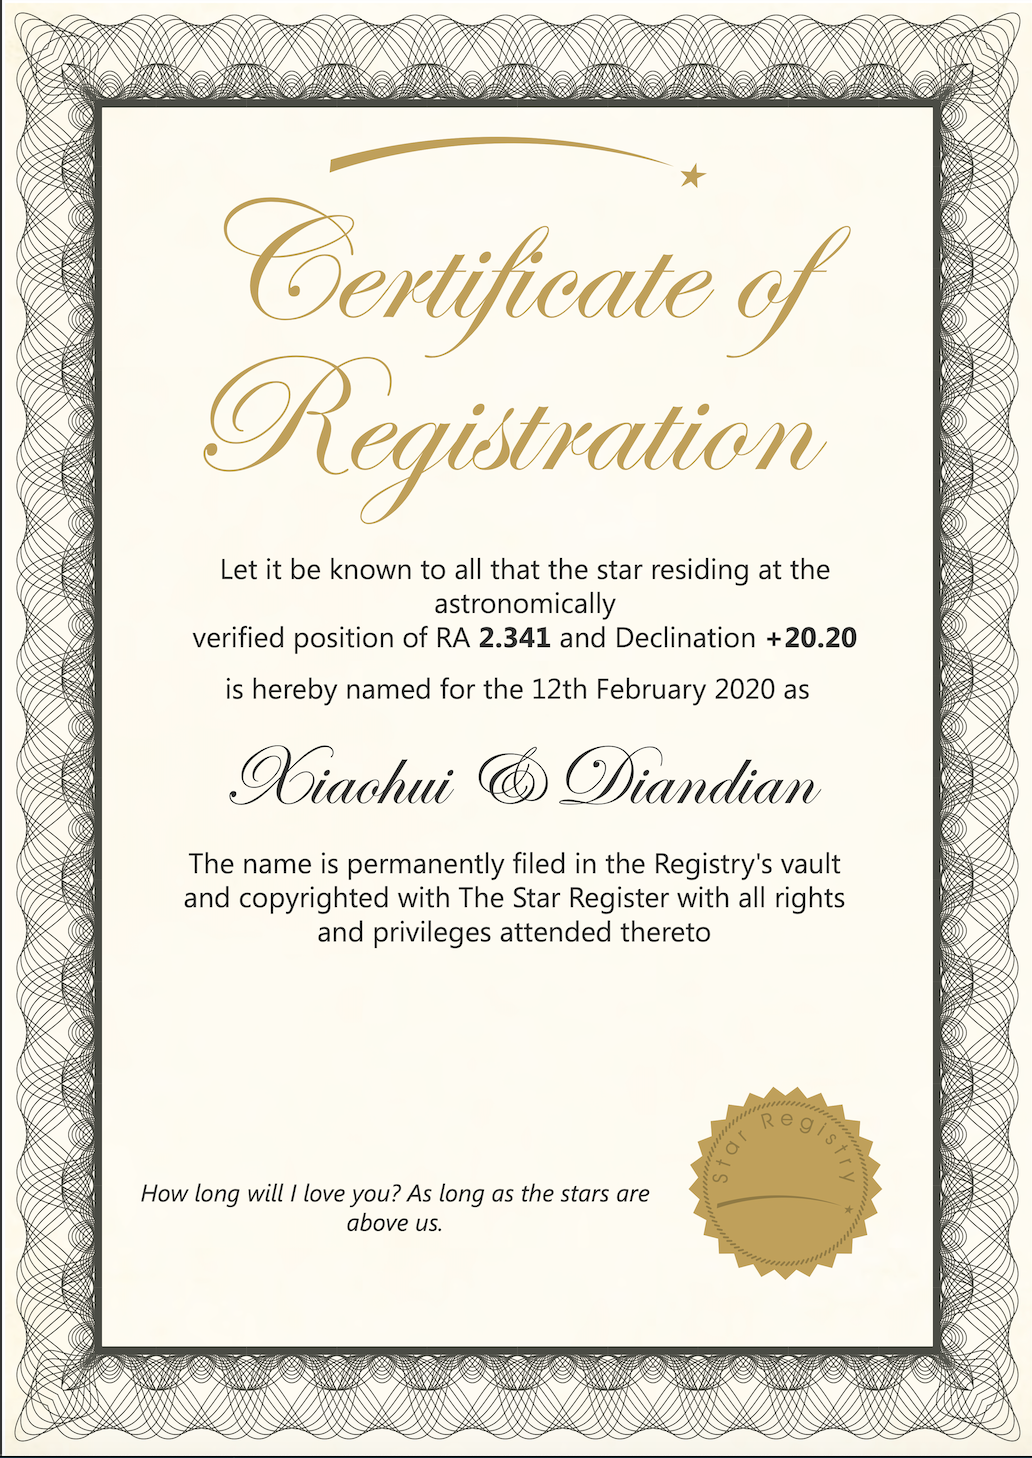 Certificate of
Registration
Let it be known to all that the star residing at the
astronomically
verified position of RA 2.341 and Declination +20.20
is hereby named for the 12th February 2020 as
Xiaohui & Diandian
The name is permanently filed in the Registry's vault
and copyrighted with The Star Register with all rights
and privileges attended thereto
Star Registry
How long will I love you? As long as the stars are
above us.